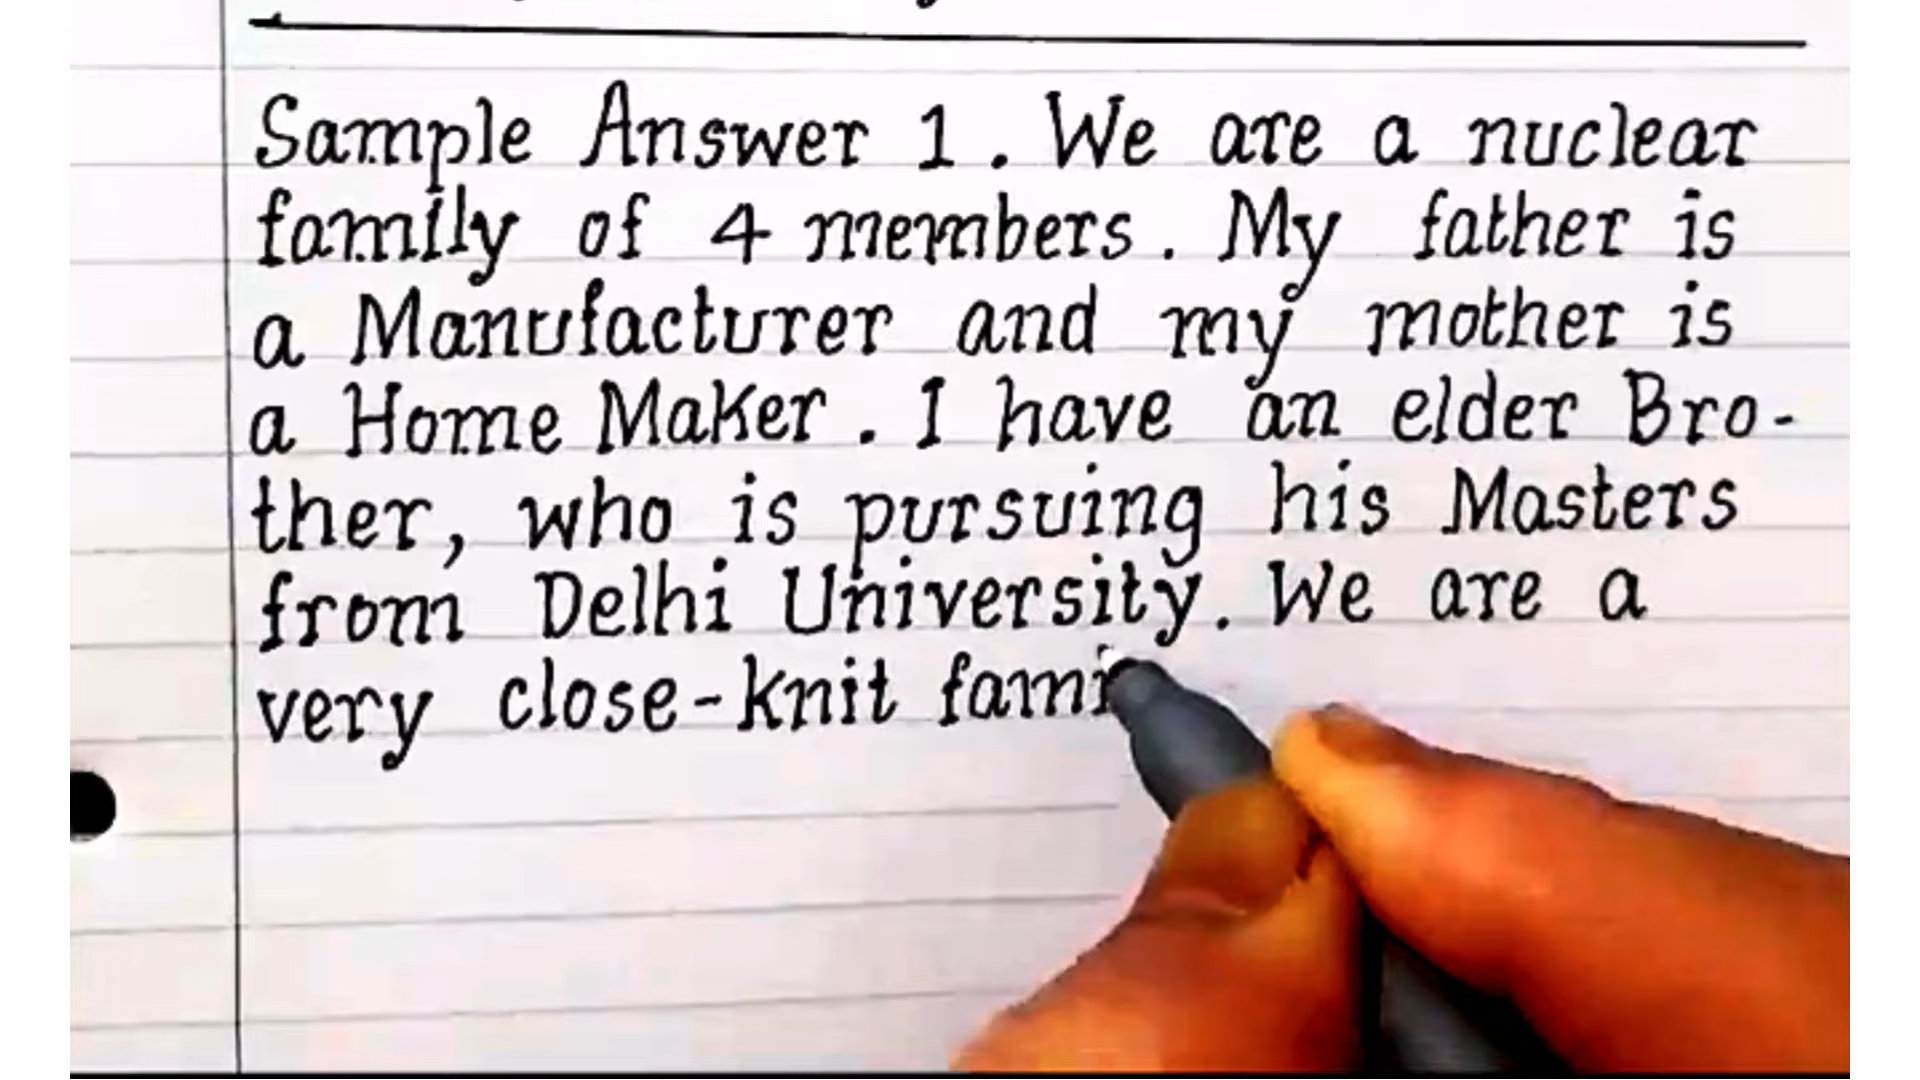 Sample Answer 1. We are a nuclear
family of 4 members. My father is
a Manufacturer and my mother is
a Home Maker. I have an elder Bro-
ther, who is pursuing his Masters
from Delhi University. We are a
very close-knit fami